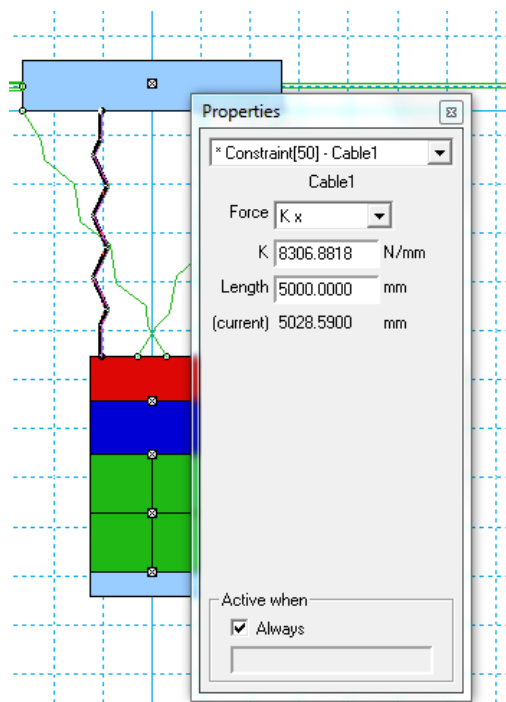 Properties
* Constraint[50] - Cable1
Cable1
Force K x
K 8306.8818 N/mm
Length 5000.0000 mm
(current) 5028.5900 mm
Active when
Always